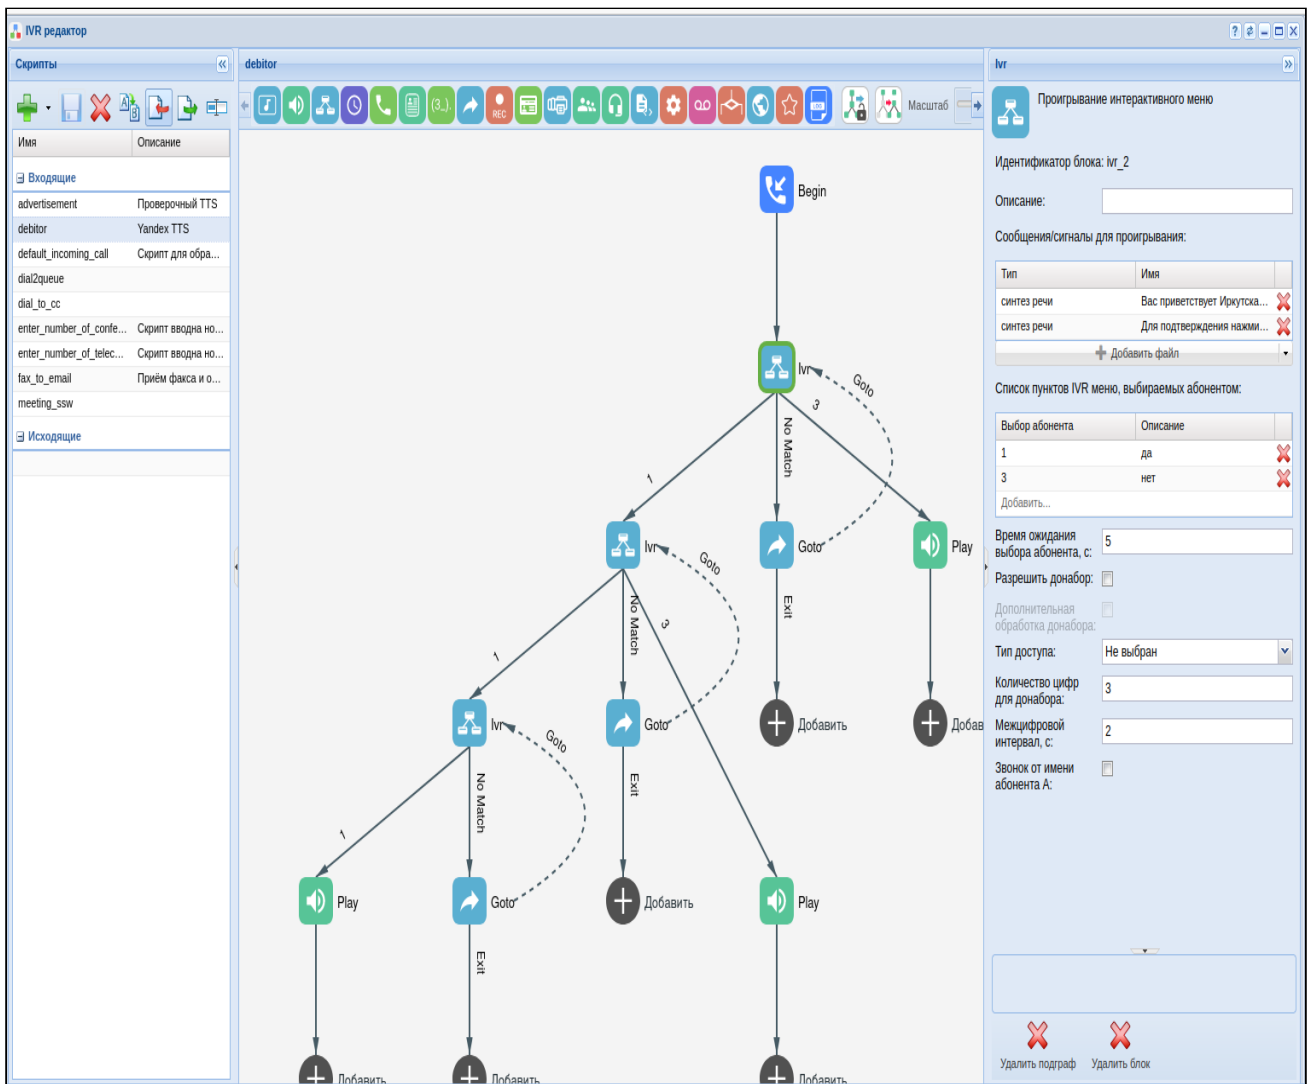 IVR редактор
Скрипты
debitor
Ivr
(3_).
REC
LOG
Масштаб
Проигрывание интерактивного меню
Имя
Описание
Входящие
advertisement
Проверочный TTS
debitor
Yandex TTS
default_incoming_call
Скрипт для обра...
dial2queue
dial_to_cc
enter_number_of_confe...
Скрипт вводна но...
enter_number_of_telec...
Скрипт вводна но...
fax_to_email
Приём факса и о...
meeting_ssw
Исходящие
Begin
Ivr
Goto
3
No Match
1
Ivr
Goto
Goto
Play
No Match
Exit
3
1
Ivr
Goto
Goto
Добавить
Добав
No Match
Exit
1
Play
Goto
Добавить
Play
Exit
Добавить
Добавить
Добавить
Идентификатор блока: ivr_2
Описание:
Сообщения/сигналы для проигрывания:
Тип
Имя
синтез речи
Вас приветствует Иркутска...
синтез речи
Для подтверждения нажми...
Добавить файл
Список пунктов IVR меню, выбираемых абонентом:
Выбор абонента
Описание
1
да
3
нет
Добавить...
Время ожидания
выбора абонента, с:
5
Разрешить донабор:
Дополнительная
обработка донабора:
Тип доступа:
Не выбран
Количество цифр
для донабора:
3
Межцифровой
интервал, с:
2
Звонок от имени
абонента А:
Удалить подграф
Удалить блок